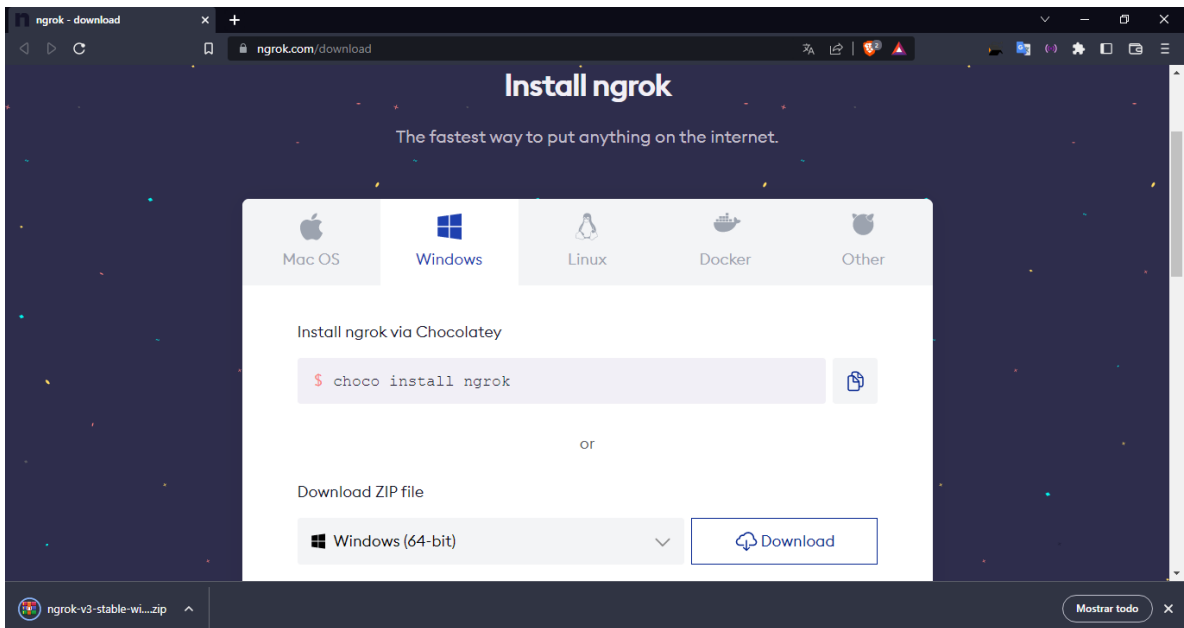 ngrok - download
ngrok.com/download
2
Install ngrok
The fastest way to put anything on the internet.
Mac OS
Windows
Linux
Docker
Other
Install ngrok via Chocolatey
$ choco install ngrok
or
Download ZIP file
Windows (64-bit)
Download
ngrok-v3-stable-wi....zip
Mostrar todo